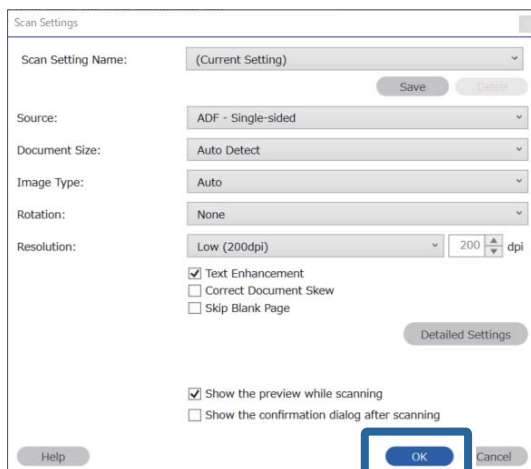 Scan Settings
Scan Setting Name: (Current Setting)
Save Delete
Source: ADF - Single-sided
Document Size: Auto Detect
Image Type: Auto
Rotation: None
Resolution: Low (200dpi) 200 dpi
Text Enhancement
Correct Document Skew
Skip Blank Page
Detailed Settings
Show the preview while scanning
Show the confirmation dialog after scanning
Help OK Cancel